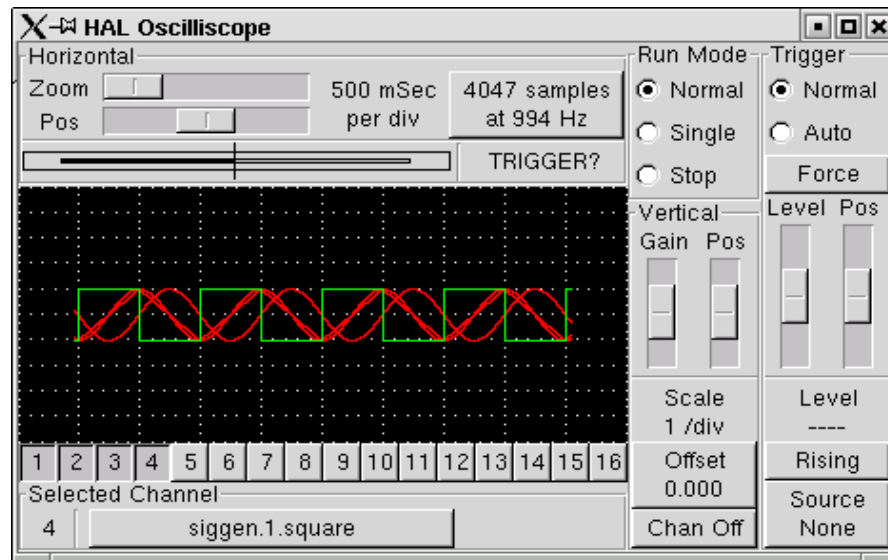 HAL Oscilliscope
Horizontal
Zoom
Pos
500 mSec
per div
4047 samples
at 994 Hz
TRIGGER?
Run Mode
Normal
Single
Stop
Trigger
Normal
Auto
Force
Level Pos
Vertical
Gain Pos
Scale
1 /div
Offset
0.000
Chan Off
Level
----
Rising
Source
None
1 2 3 4 5 6 7 8 9 10 11 12 13 14 15 16
Selected Channel
4 siggen.1.square